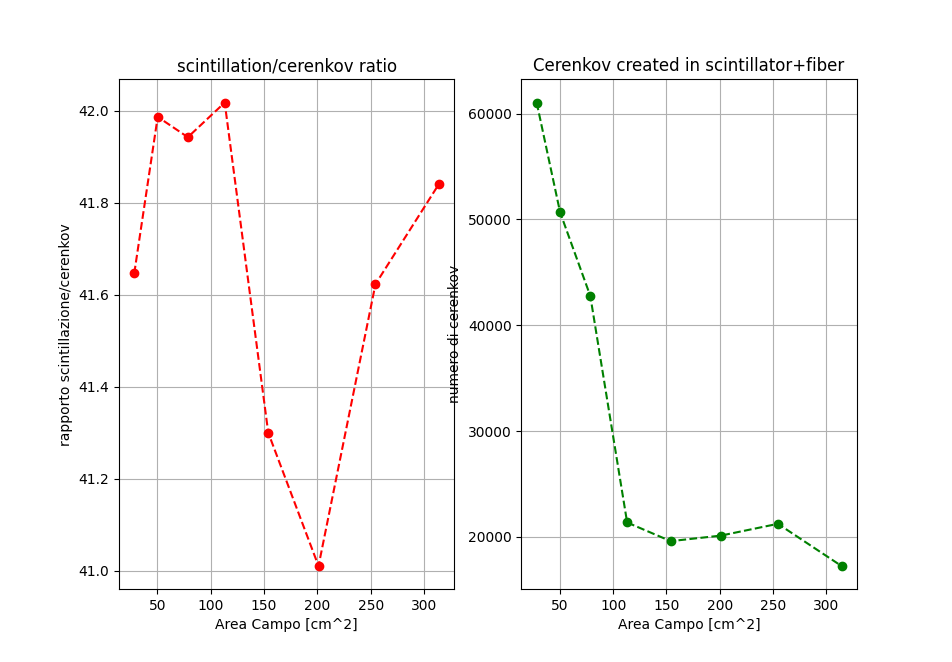 scintillation/cerenkov ratio
rapporto scintillazione/cerenkov
42.0
41.8
41.6
41.4
41.2
41.0
50 100 150 200 250 300
Area Campo [cm^2]
Cerenkov created in scintillator+fiber
numero di cerenkov
60000
50000
40000
30000
20000
50 100 150 200 250 300
Area Campo [cm^2]